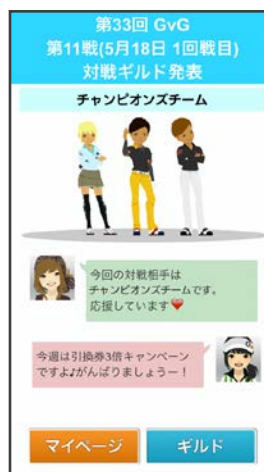 第33回 GvG
第11戦(5月18日 1回戦目)
対戦ギルド発表
チャンピオンズチーム
今回の対戦相手は
チャンピオンズチームです。
応援しています❤
今週は引換券3倍キャンペーン
ですよ♪がんばりましょうー！
マイページ
ギルド